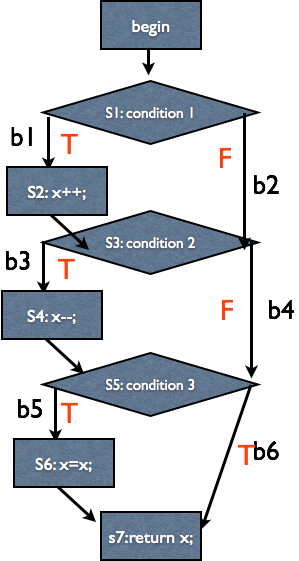 begin
S1: condition 1
b1
T
F
b2
S2: x++;
S3: condition 2
b3
T
F
b4
S4: x--;
S5: condition 3
b5
T
T
b6
S6: x=x;
s7:return x;